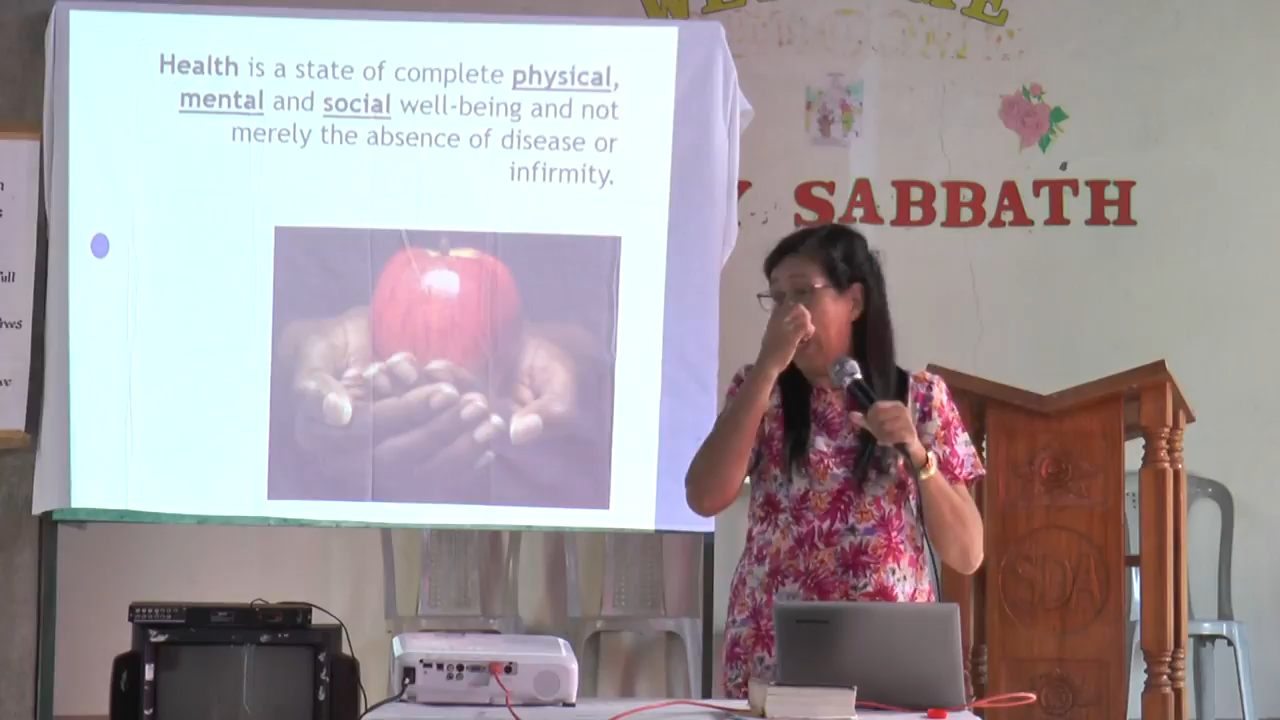 Health is a state of complete physical,
mental and social well-being and not
merely the absence of disease or
infirmity.
SABBATH
SDA